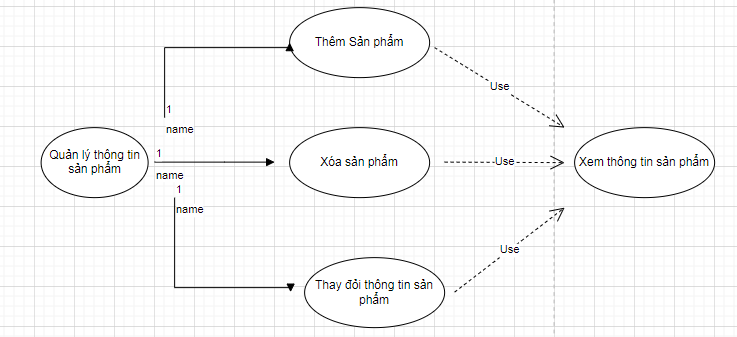 Thêm Sản phẩm
Use
1
name
Quản lý thông tin
sản phẩm
1
name
Xóa sản phẩm
Use
Xem thông tin sản phẩm
1
name
Use
Thay đổi thông tin sản
phẩm